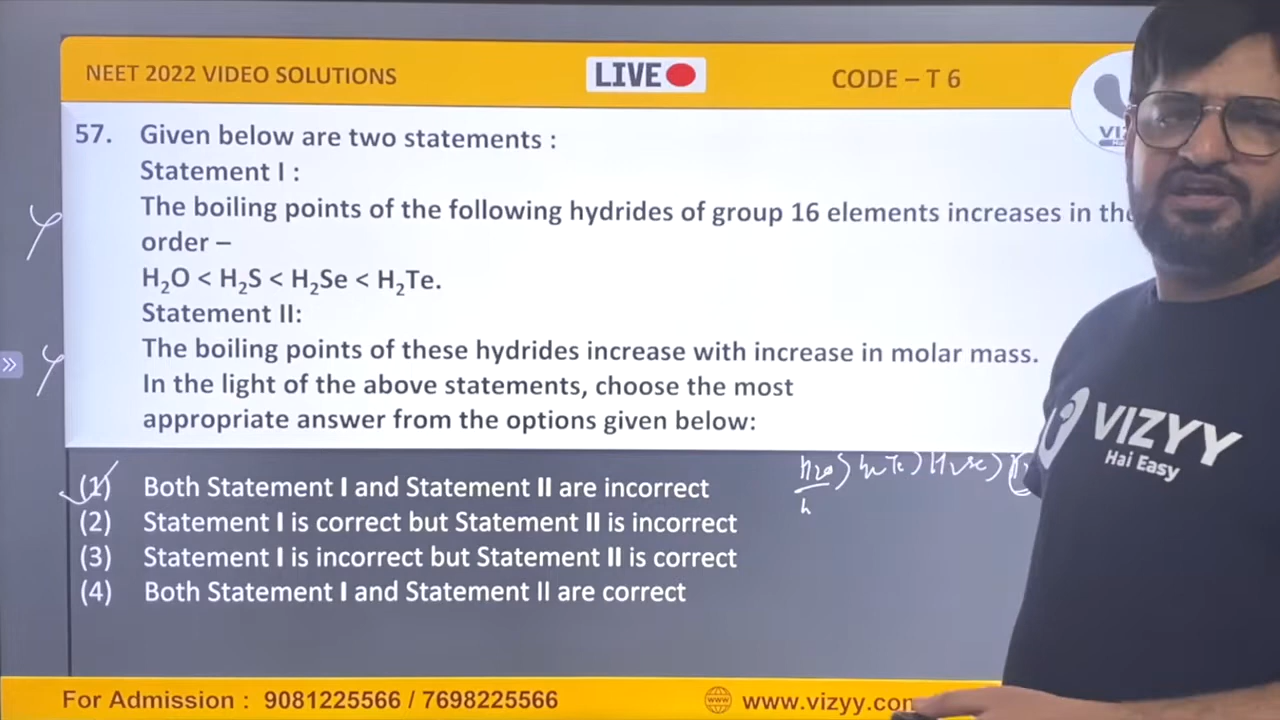 NEET 2022 VIDEO SOLUTIONS
LIVE
CODE – T 6
57. Given below are two statements :
Statement I :
The boiling points of the following hydrides of group 16 elements increases in the
order –
H₂O < H₂S < H₂Se < H₂Te.
Statement II:
The boiling points of these hydrides increase with increase in molar mass.
In the light of the above statements, choose the most
appropriate answer from the options given below:
(1) Both Statement I and Statement II are incorrect
(2) Statement I is correct but Statement II is incorrect
(3) Statement I is incorrect but Statement II is correct
(4) Both Statement I and Statement II are correct
VIZYY
Hai Easy
For Admission : 9081225566 / 7698225566
www.vizyy.com